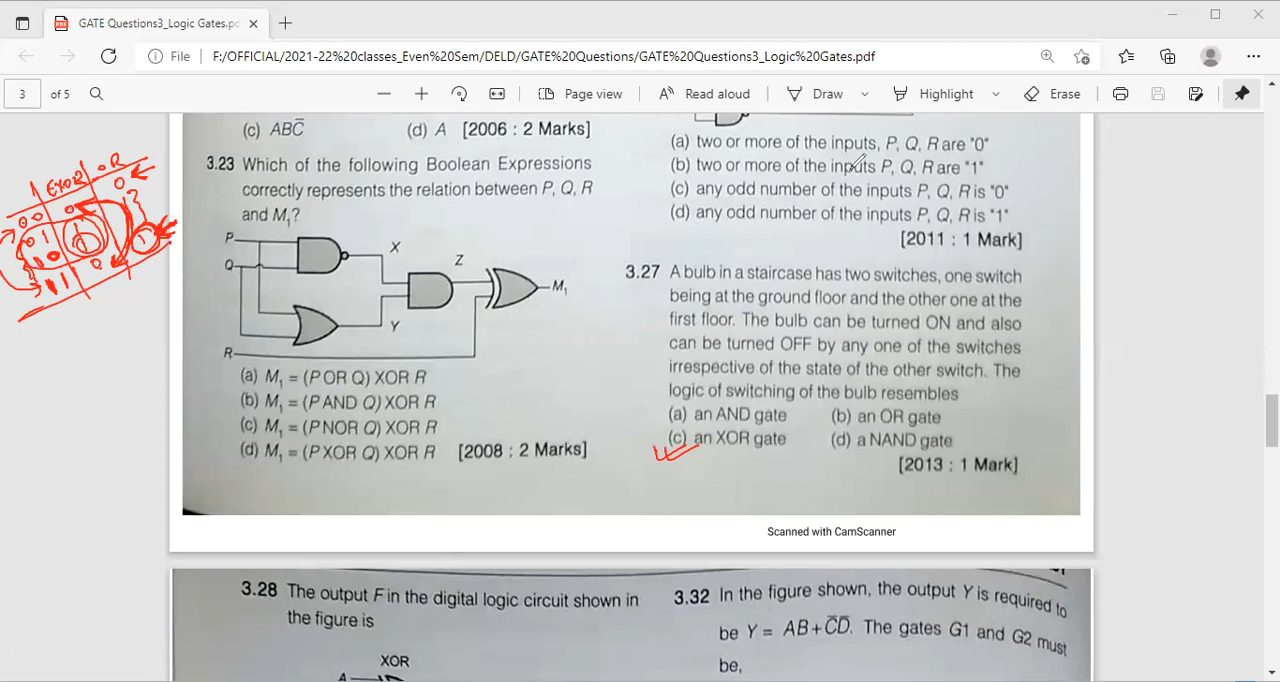 GATE Questions3_Logic Gates.pd
File
F:/OFFICIAL/2021-22%20classes_Even%20Sem/DELD/GATE%20Questions/GATE%20Questions3_Logic%20Gates.pdf
3 of 5
Page view
Read aloud
Draw
Highlight
Erase
(c) ABC̅ (d) A [2006 : 2 Marks]
3.23 Which of the following Boolean Expressions
correctly represents the relation between P, Q, R
and M₁?
P
Q
X
Z
M₁
Y
R
(a) M₁ = (P OR Q) XOR R
(b) M₁ = (P AND Q) XOR R
(c) M₁ = (P NOR Q) XOR R
(d) M₁ = (P XOR Q) XOR R [2008 : 2 Marks]
(a) two or more of the inputs, P, Q, R are "0"
(b) two or more of the inputs P, Q, R are "1"
(c) any odd number of the inputs P, Q, R is "0"
(d) any odd number of the inputs P, Q, R is "1"
[2011 : 1 Mark]
3.27 A bulb in a staircase has two switches, one switch
being at the ground floor and the other one at the
first floor. The bulb can be turned ON and also
can be turned OFF by any one of the switches
irrespective of the state of the other switch. The
logic of switching of the bulb resembles
(a) an AND gate (b) an OR gate
(c) an XOR gate (d) a NAND gate
[2013 : 1 Mark]
Scanned with CamScanner
3.28 The output F in the digital logic circuit shown in
the figure is
XOR
A
3.32 In the figure shown, the output Y is required to
be Y = AB + C̅D̅. The gates G1 and G2 must
be,